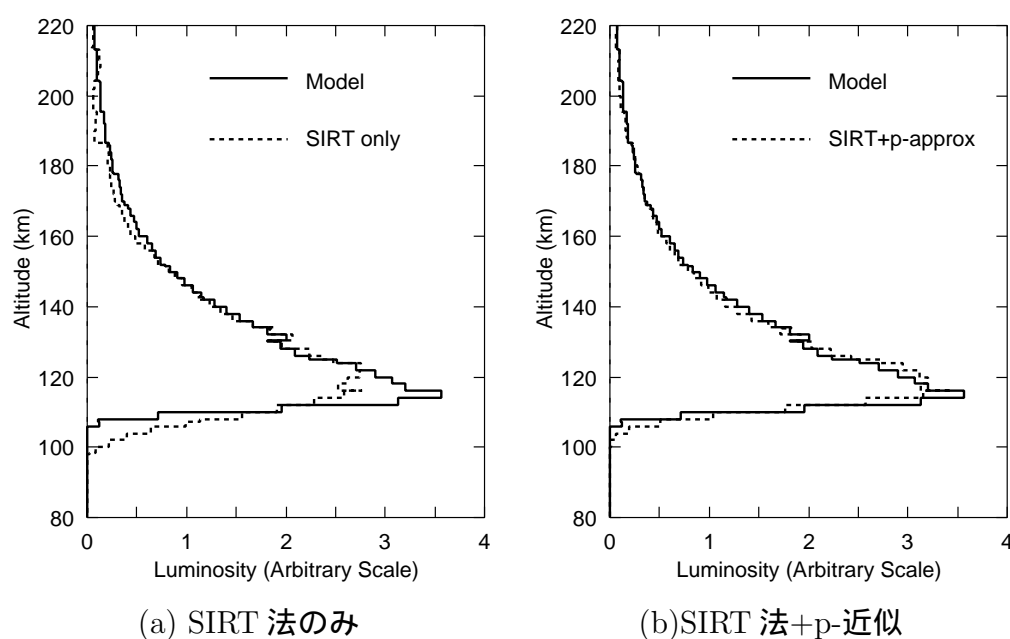 220
200
180
160
140
120
100
80
Altitude (km)
Model
SIRT only
0
1
2
3
4
Luminosity (Arbitrary Scale)
(a) SIRT 法のみ
220
200
180
160
140
120
100
80
Altitude (km)
Model
SIRT+p-approx
0
1
2
3
4
Luminosity (Arbitrary Scale)
(b)SIRT 法+p-近似